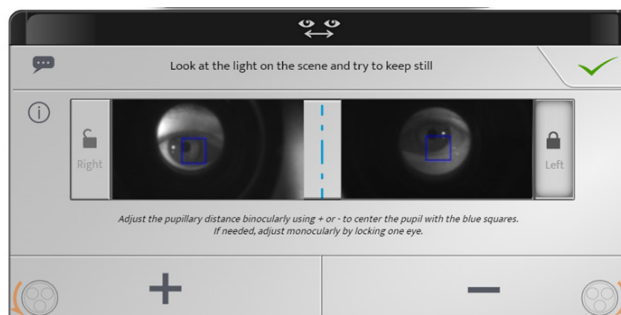 Look at the light on the scene and try to keep still
Right
Left
Adjust the pupillary distance binocularly using + or - to center the pupil with the blue squares.
If needed, adjust monocularly by locking one eye.